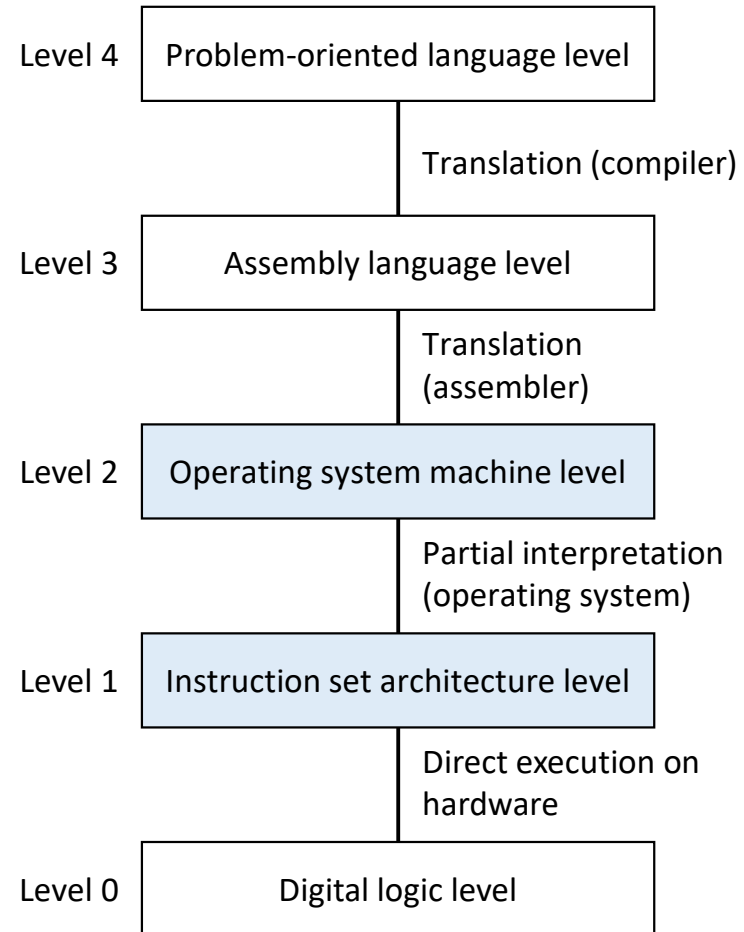 Level 4
Problem-oriented language level
Translation (compiler)
Level 3
Assembly language level
Translation
(assembler)
Level 2
Operating system machine level
Partial interpretation
(operating system)
Level 1
Instruction set architecture level
Direct execution on
hardware
Level 0
Digital logic level